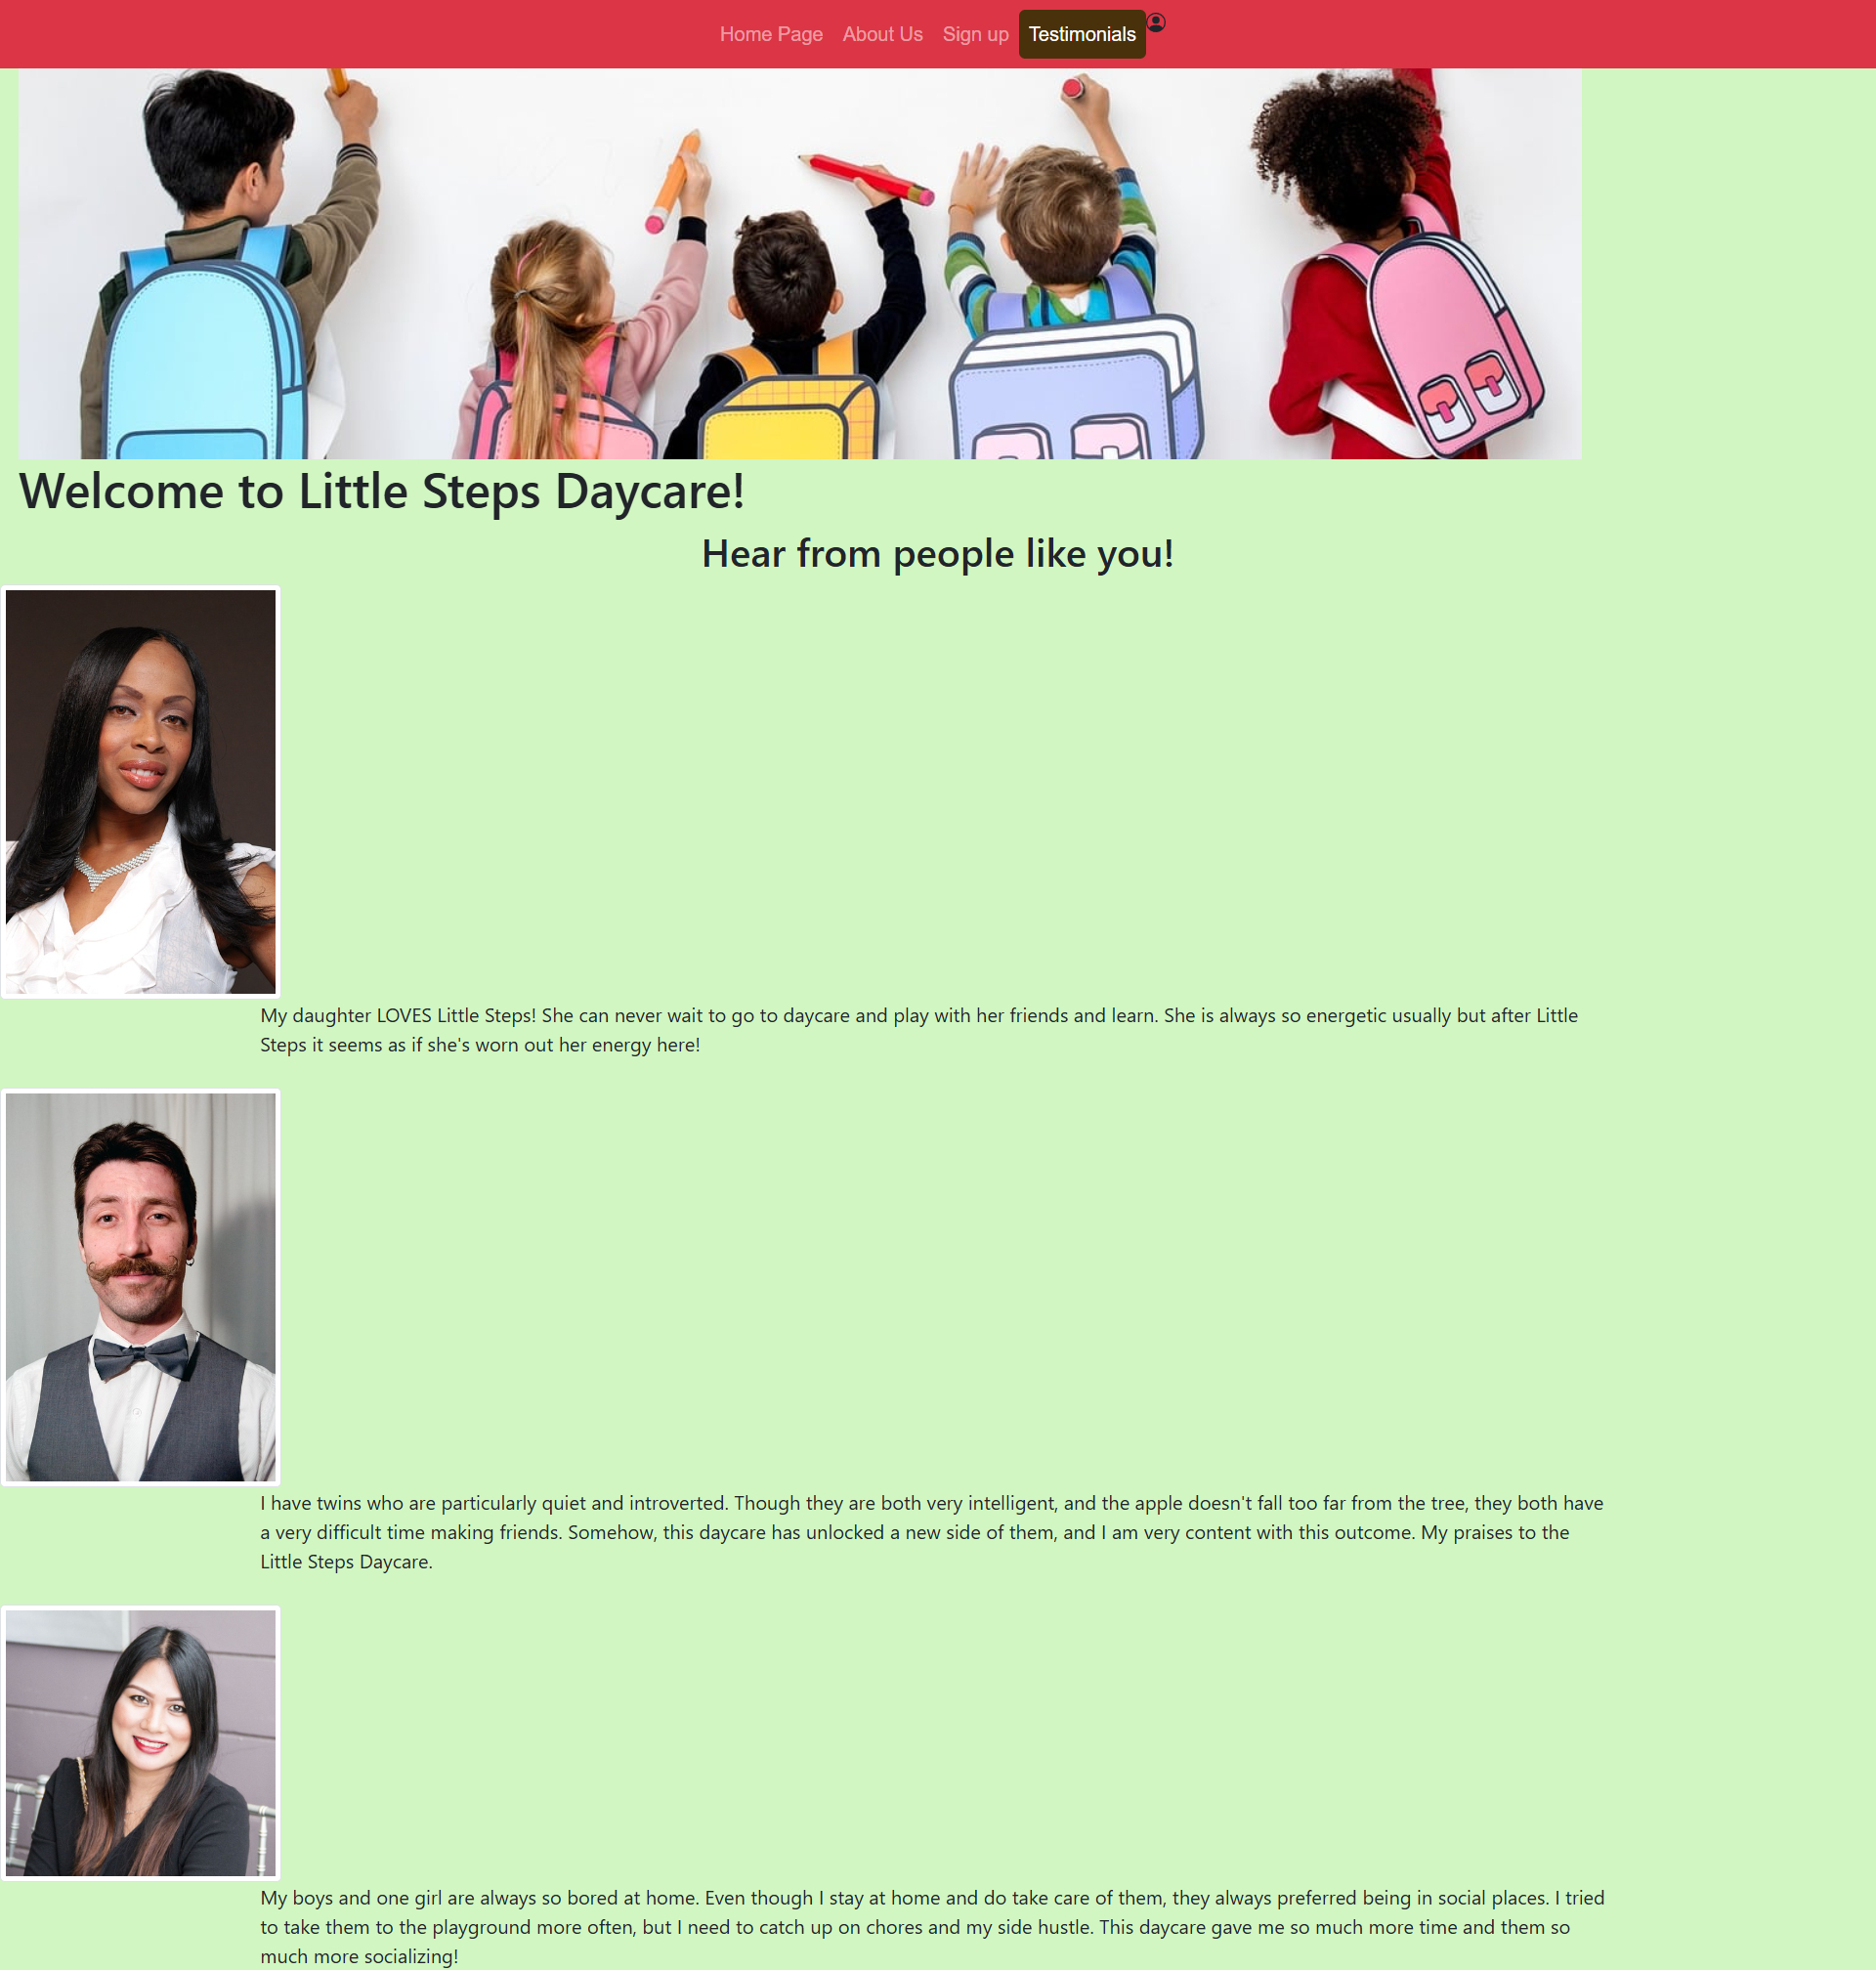 Home Page About Us Sign up Testimonials
Welcome to Little Steps Daycare!
Hear from people like you!
My daughter LOVES Little Steps! She can never wait to go to daycare and play with her friends and learn. She is always so energetic usually but after Little
Steps it seems as if she's worn out her energy here!
I have twins who are particularly quiet and introverted. Though they are both very intelligent, and the apple doesn't fall too far from the tree, they both have
a very difficult time making friends. Somehow, this daycare has unlocked a new side of them, and I am very content with this outcome. My praises to the
Little Steps Daycare.
My boys and one girl are always so bored at home. Even though I stay at home and do take care of them, they always preferred being in social places. I tried
to take them to the playground more often, but I need to catch up on chores and my side hustle. This daycare gave me so much more time and them so
much more socializing!